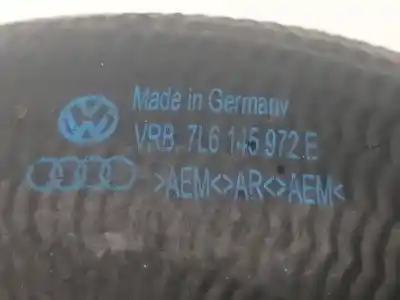 Made in Germany
VRB 7L6 145 972 E
>AEM<>AR<>AEM<